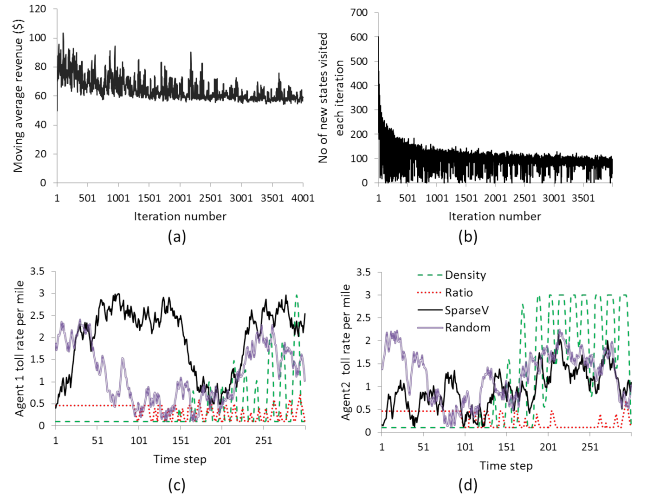 120
100
80
60
40
20
0
Moving average revenue ($)
1 501 1001 1501 2001 2501 3001 3501 4001
Iteration number
(a)
700
600
500
400
300
200
100
0
No of new states visited
each iteration
1 501 1001 1501 2001 2501 3001 3501
Iteration number
(b)
3.5
3
2.5
2
1.5
1
0.5
0
Agent 1 toll rate per mile
1 51 101 151 201 251
Time step
(c)
3.5
3
2.5
2
1.5
1
0.5
0
Agent2 toll rate per mile
Density
Ratio
SparseV
Random
1 51 101 151 201 251
Time step
(d)